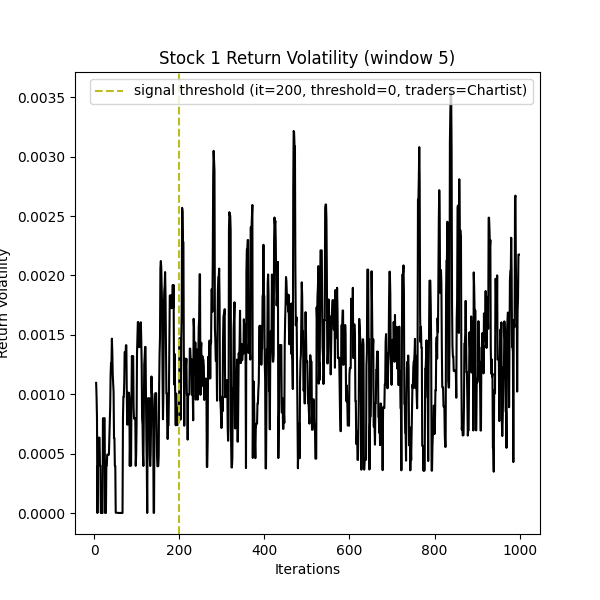 Stock 1 Return Volatility (window 5)
signal threshold (it=200, threshold=0, traders=Chartist)
Return Volatility
0.0035
0.0030
0.0025
0.0020
0.0015
0.0010
0.0005
0.0000
0 200 400 600 800 1000
Iterations